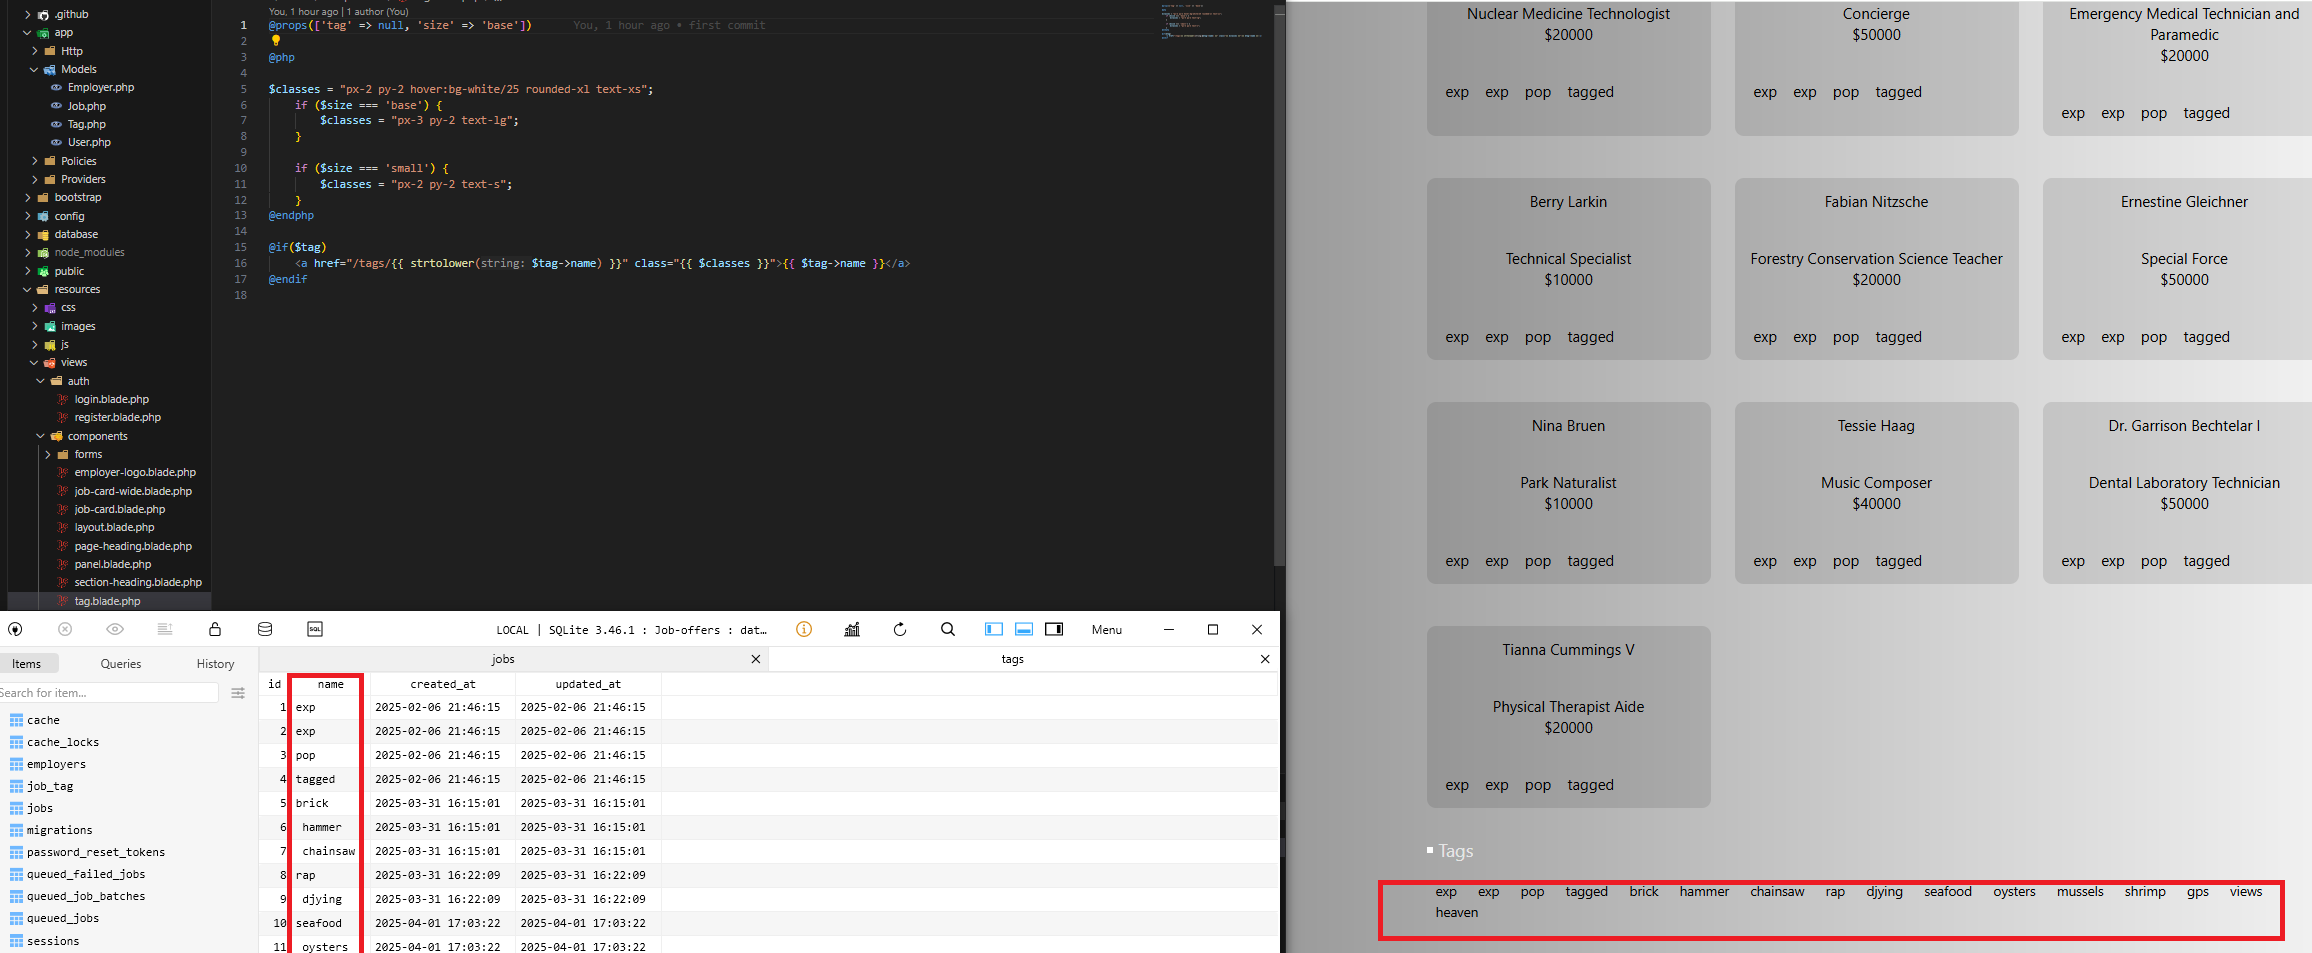 .github
app
Http
Models
Employer.php
Job.php
Tag.php
User.php
Policies
Providers
bootstrap
config
database
node_modules
public
resources
css
images
js
views
auth
login.blade.php
register.blade.php
components
forms
employer-logo.blade.php
job-card-wide.blade.php
job-card.blade.php
layout.blade.php
page-heading.blade.php
panel.blade.php
section-heading.blade.php
tag.blade.php
You, 1 hour ago | 1 author (You)
1 @props(['tag' => null, 'size' => 'base']) You, 1 hour ago • first commit
2
3 @php
4
5 $classes = "px-2 py-2 hover:bg-white/25 rounded-xl text-xs";
6 if ($size === 'base') {
7 $classes = "px-3 py-2 text-lg";
8 }
9
10 if ($size === 'small') {
11 $classes = "px-2 py-2 text-s";
12 }
13 @endphp
14
15 @if($tag)
16 <a href="/tags/{{ strtolower(string: $tag->name) }}" class="{{ $classes }}">{{ $tag->name }}</a>
17 @endif
18
SQL
LOCAL | SQLite 3.46.1 : Job-offers : dat…
Menu
Items Queries History
Search for item...
cache
cache_locks
employers
job_tag
jobs
migrations
password_reset_tokens
queued_failed_jobs
queued_job_batches
queued_jobs
sessions
jobs
tags
id name created_at updated_at
1 exp 2025-02-06 21:46:15 2025-02-06 21:46:15
2 exp 2025-02-06 21:46:15 2025-02-06 21:46:15
3 pop 2025-02-06 21:46:15 2025-02-06 21:46:15
4 tagged 2025-02-06 21:46:15 2025-02-06 21:46:15
5 brick 2025-03-31 16:15:01 2025-03-31 16:15:01
6 hammer 2025-03-31 16:15:01 2025-03-31 16:15:01
7 chainsaw 2025-03-31 16:15:01 2025-03-31 16:15:01
8 rap 2025-03-31 16:22:09 2025-03-31 16:22:09
9 djying 2025-03-31 16:22:09 2025-03-31 16:22:09
10 seafood 2025-04-01 17:03:22 2025-04-01 17:03:22
11 oysters 2025-04-01 17:03:22 2025-04-01 17:03:22
Nuclear Medicine Technologist
$20000
exp exp pop tagged
Concierge
$50000
exp exp pop tagged
Emergency Medical Technician and
Paramedic
$20000
exp exp pop tagged
Berry Larkin
Technical Specialist
$10000
exp exp pop tagged
Fabian Nitzsche
Forestry Conservation Science Teacher
$20000
exp exp pop tagged
Ernestine Gleichner
Special Force
$50000
exp exp pop tagged
Nina Bruen
Park Naturalist
$10000
exp exp pop tagged
Tessie Haag
Music Composer
$40000
exp exp pop tagged
Dr. Garrison Bechtelar I
Dental Laboratory Technician
$50000
exp exp pop tagged
Tianna Cummings V
Physical Therapist Aide
$20000
exp exp pop tagged
Tags
exp exp pop tagged brick hammer chainsaw rap djying seafood oysters mussels shrimp gps views
heaven